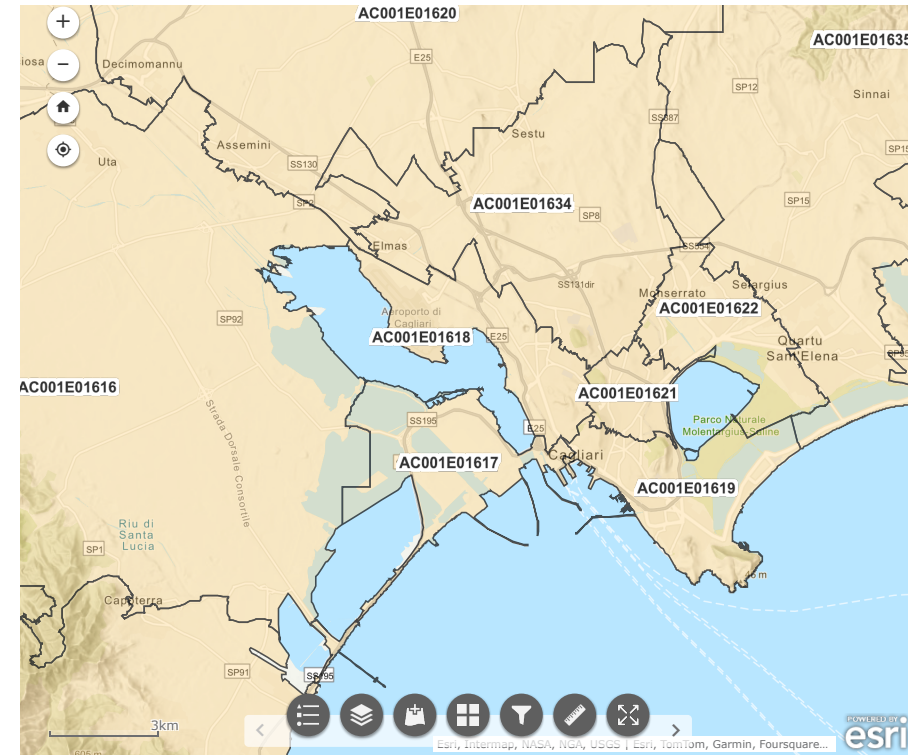 AC001E01620
AC001E01635
E25
iosa
Decimomannu
SP12
Sinnai
SS387
Sestu
Assemini
SP15
Uta
SS130
SP2
AC001E01634
SP8
SP15
Elmas
SS554
SS131dir
Monserrato
Selargius
AC001E01622
SP92
Aeroporto di
Cagliari
AC001E01618
E25
Quartu
Sant'Elena
AC001E01616
AC001E01621
Strada Dorsale Consortile
SS195
E25
Parco Naturale
Molentargius-Saline
Cagliari
AC001E01617
AC001E01619
Riu di
Santa
Lucia
SP1
Capoterra
SP91
SS195
3km
605 m
Esri, Intermap, NASA, NGA, USGS | Esri, TomTom, Garmin, Foursquare...
POWERED BY
esri